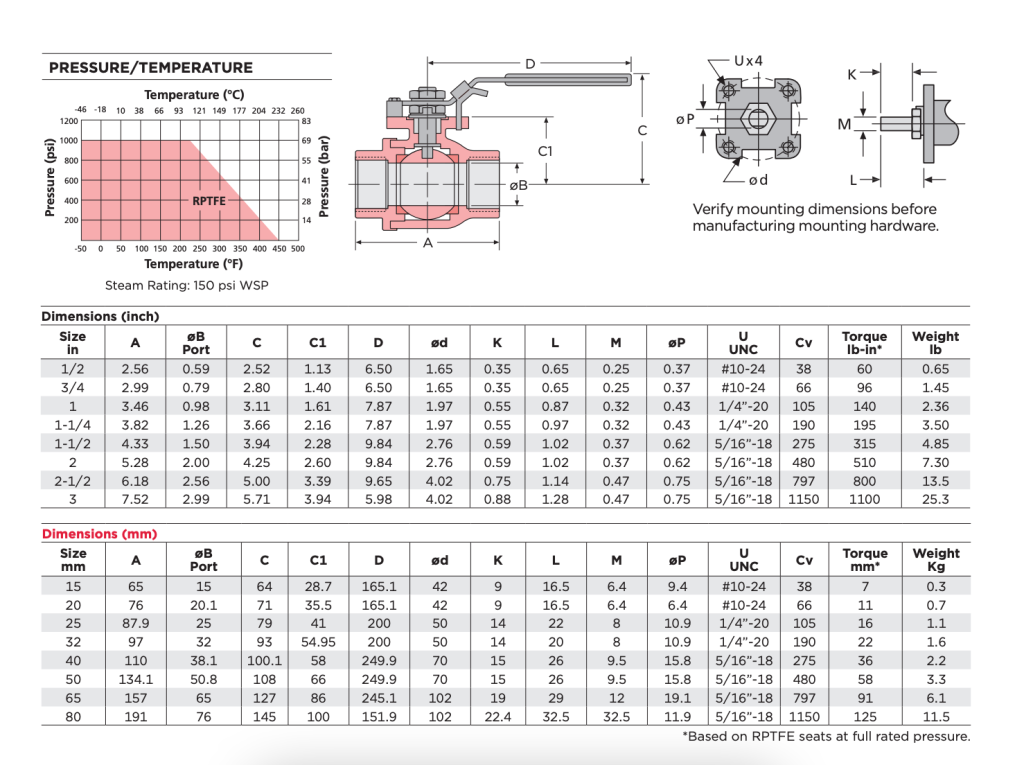 PRESSURE/TEMPERATURE
Temperature (ºC)
-46 -18 10 38 66 93 121 149 177 204 232 260
1200 83
1000 69
800 55
600 41
400 28
200 14
Pressure (psi)
Pressure (bar)
RPTFE
-50 0 50 100 150 200 250 300 350 400 450 500
Temperature (ºF)
Steam Rating: 150 psi WSP
D
C
C1
øB
A
Ux4
øP
ød
K
M
L
Verify mounting dimensions before
manufacturing mounting hardware.
Dimensions (inch)
Size in A øB Port C C1 D ød K L M øP U UNC Cv Torque lb-in* Weight lb
1/2 2.56 0.59 2.52 1.13 6.50 1.65 0.35 0.65 0.25 0.37 #10-24 38 60 0.65
3/4 2.99 0.79 2.80 1.40 6.50 1.65 0.35 0.65 0.25 0.37 #10-24 66 96 1.45
1 3.46 0.98 3.11 1.61 7.87 1.97 0.55 0.87 0.32 0.43 1/4”-20 105 140 2.36
1-1/4 3.82 1.26 3.66 2.16 7.87 1.97 0.55 0.97 0.32 0.43 1/4”-20 190 195 3.50
1-1/2 4.33 1.50 3.94 2.28 9.84 2.76 0.59 1.02 0.37 0.62 5/16”-18 275 315 4.85
2 5.28 2.00 4.25 2.60 9.84 2.76 0.59 1.02 0.37 0.62 5/16”-18 480 510 7.30
2-1/2 6.18 2.56 5.00 3.39 9.65 4.02 0.75 1.14 0.47 0.75 5/16”-18 797 800 13.5
3 7.52 2.99 5.71 3.94 5.98 4.02 0.88 1.28 0.47 0.75 5/16”-18 1150 1100 25.3
Dimensions (mm)
Size mm A øB Port C C1 D ød K L M øP U UNC Cv Torque mm* Weight Kg
15 65 15 64 28.7 165.1 42 9 16.5 6.4 9.4 #10-24 38 7 0.3
20 76 20.1 71 35.5 165.1 42 9 16.5 6.4 6.4 #10-24 66 11 0.7
25 87.9 25 79 41 200 50 14 22 8 10.9 1/4”-20 105 16 1.1
32 97 32 93 54.95 200 50 14 20 8 10.9 1/4”-20 190 22 1.6
40 110 38.1 100.1 58 249.9 70 15 26 9.5 15.8 5/16”-18 275 36 2.2
50 134.1 50.8 108 66 249.9 70 15 26 9.5 15.8 5/16”-18 480 58 3.3
65 157 65 127 86 245.1 102 19 29 12 19.1 5/16”-18 797 91 6.1
80 191 76 145 100 151.9 102 22.4 32.5 32.5 11.9 5/16”-18 1150 125 11.5
*Based on RPTFE seats at full rated pressure.